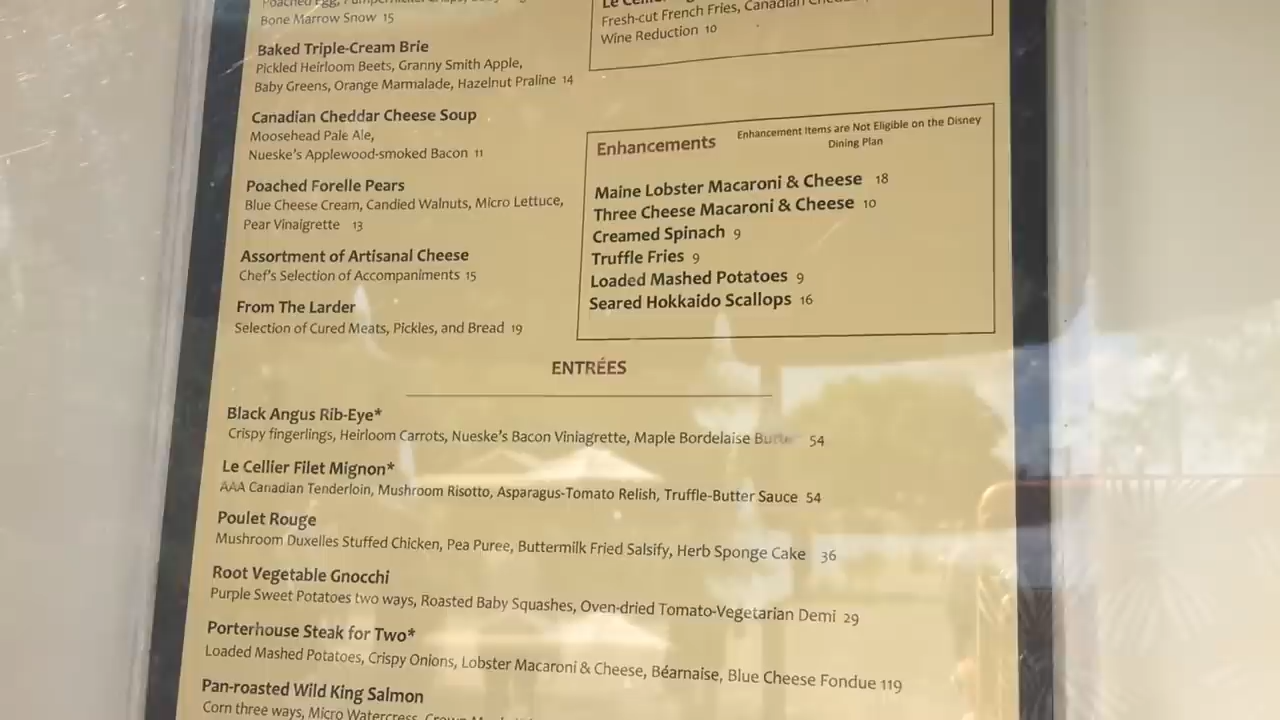 Bone Marrow Snow 15
Baked Triple-Cream Brie
Pickled Heirloom Beets, Granny Smith Apple,
Baby Greens, Orange Marmalade, Hazelnut Praline 14
Canadian Cheddar Cheese Soup
Moosehead Pale Ale,
Nueske's Applewood-smoked Bacon 11
Poached Forelle Pears
Blue Cheese Cream, Candied Walnuts, Micro Lettuce,
Pear Vinaigrette 13
Assortment of Artisanal Cheese
Chef's Selection of Accompaniments 15
From The Larder
Selection of Cured Meats, Pickles, and Bread 19
Fresh-cut French Fries, Canadian
Wine Reduction 10
Enhancements
Enhancement Items are Not Eligible on the Disney
Dining Plan
Maine Lobster Macaroni & Cheese 18
Three Cheese Macaroni & Cheese 10
Creamed Spinach 9
Truffle Fries 9
Loaded Mashed Potatoes 9
Seared Hokkaido Scallops 16
ENTRÉES
Black Angus Rib-Eye*
Crispy fingerlings, Heirloom Carrots, Nueske's Bacon Viniagrette, Maple Bordelaise Butter 54
Le Cellier Filet Mignon*
AAA Canadian Tenderloin, Mushroom Risotto, Asparagus-Tomato Relish, Truffle-Butter Sauce 54
Poulet Rouge
Mushroom Duxelles Stuffed Chicken, Pea Puree, Buttermilk Fried Salsify, Herb Sponge Cake 36
Root Vegetable Gnocchi
Purple Sweet Potatoes two ways, Roasted Baby Squashes, Oven-dried Tomato-Vegetarian Demi 29
Porterhouse Steak for Two*
Loaded Mashed Potatoes, Crispy Onions, Lobster Macaroni & Cheese, Béarnaise, Blue Cheese Fondue 119
Pan-roasted Wild King Salmon
Corn three ways, Micro Watercress,